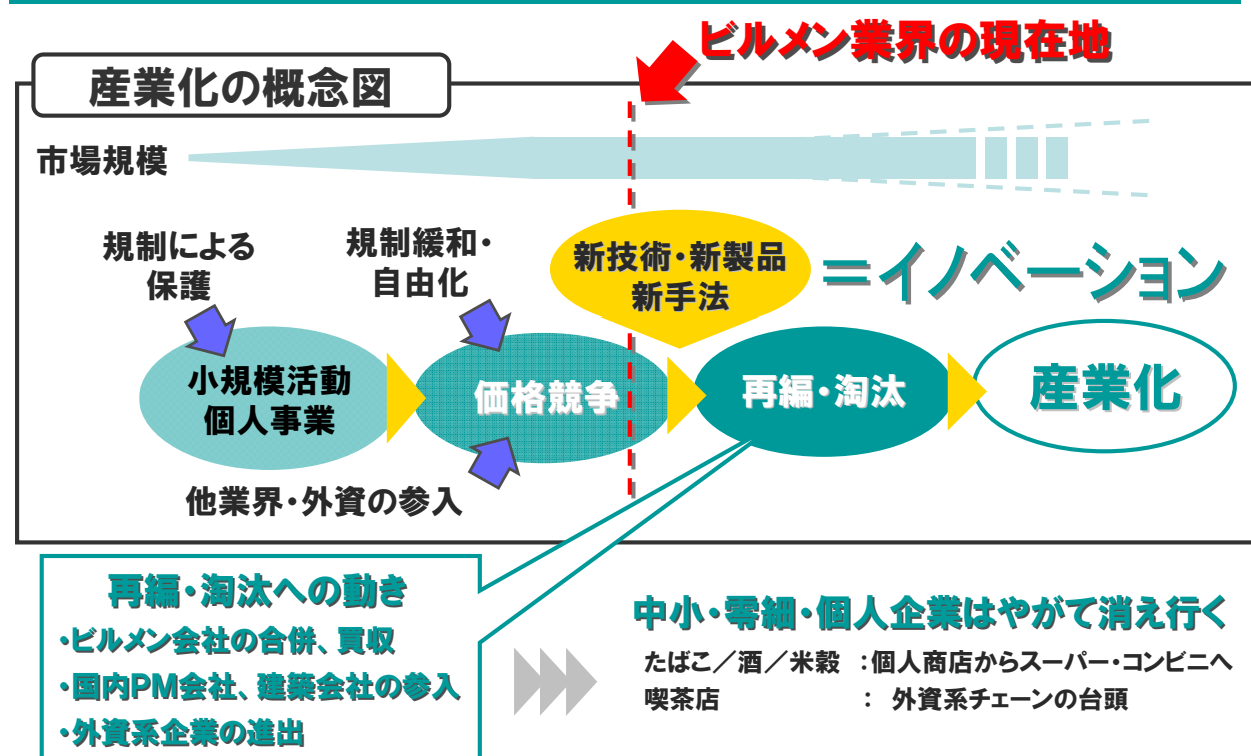 ビルメン業界の現在地
産業化の概念図
市場規模
規制による
保護
規制緩和・
自由化
新技術・新製品
新手法
＝イノベーション
小規模活動
個人事業
価格競争
再編・淘汰
産業化
他業界・外資の参入
再編・淘汰への動き
・ビルメン会社の合併、買収
・国内PM会社、建築会社の参入
・外資系企業の進出
中小・零細・個人企業はやがて消え行く
たばこ／酒／米穀 ：個人商店からスーパー・コンビニへ
喫茶店 ： 外資系チェーンの台頭